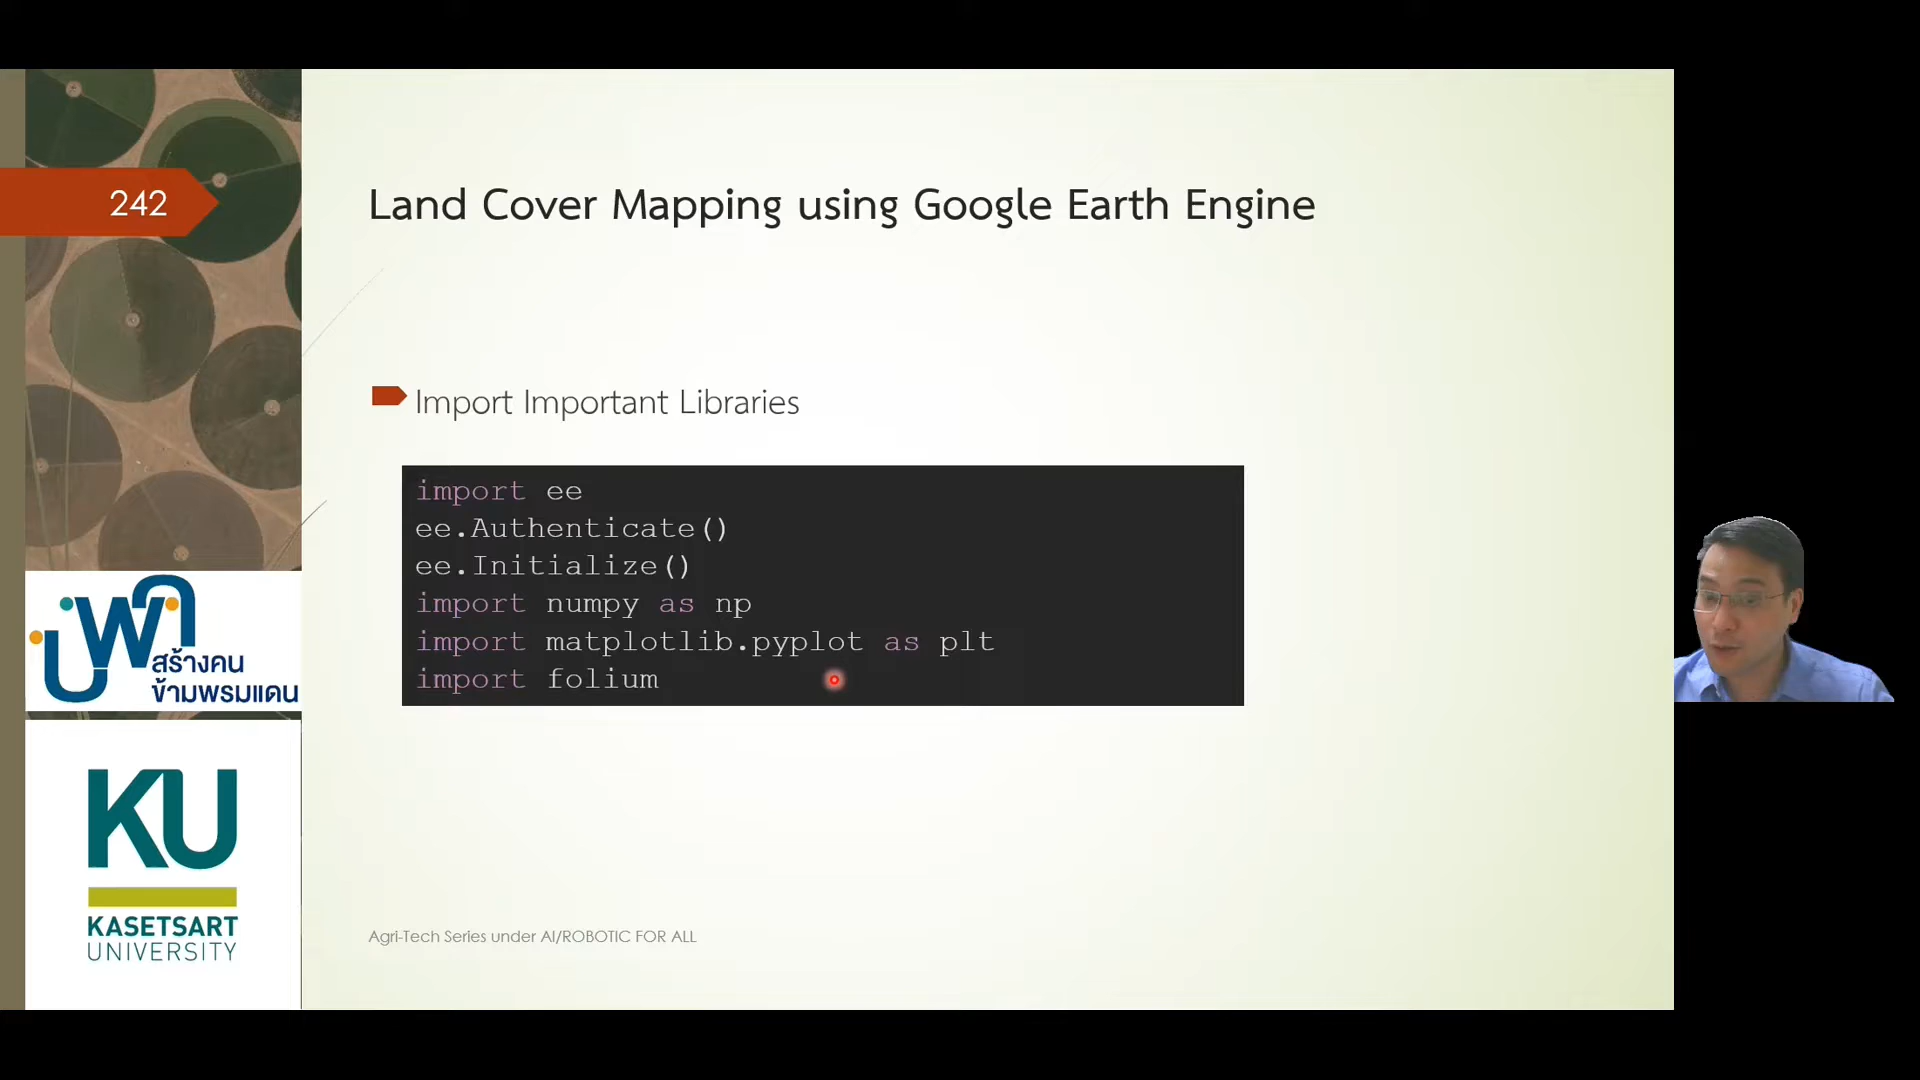 242
Land Cover Mapping using Google Earth Engine
Import Important Libraries
import ee
ee.Authenticate()
ee.Initialize()
import numpy as np
import matplotlib.pyplot as plt
import folium
สร้างคน
ข้ามพรมแดน
KU
KASETSART
UNIVERSITY
Agri-Tech Series under AI/ROBOTIC FOR ALL